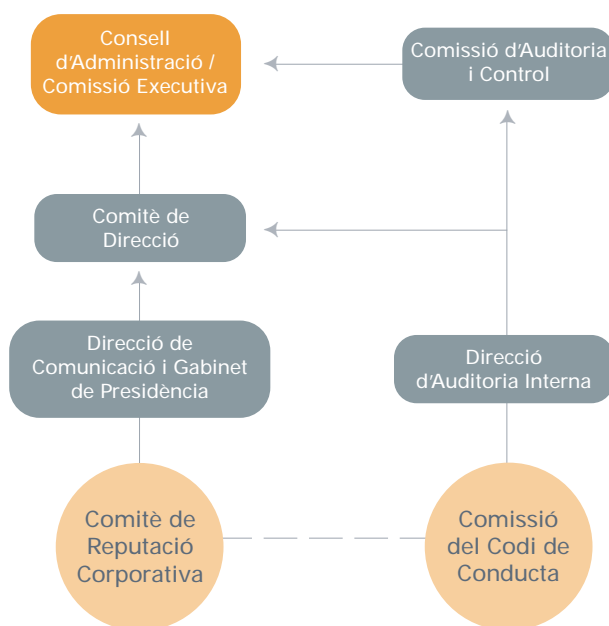 Consell
d'Administració /
Comissió Executiva
Comissió d'Auditoria
i Control
Comitè de
Direcció
Direcció de
Comunicació i Gabinet
de Presidència
Direcció
d'Auditoria Interna
Comitè de
Reputació
Corporativa
Comissió
del Codi de
Conducta